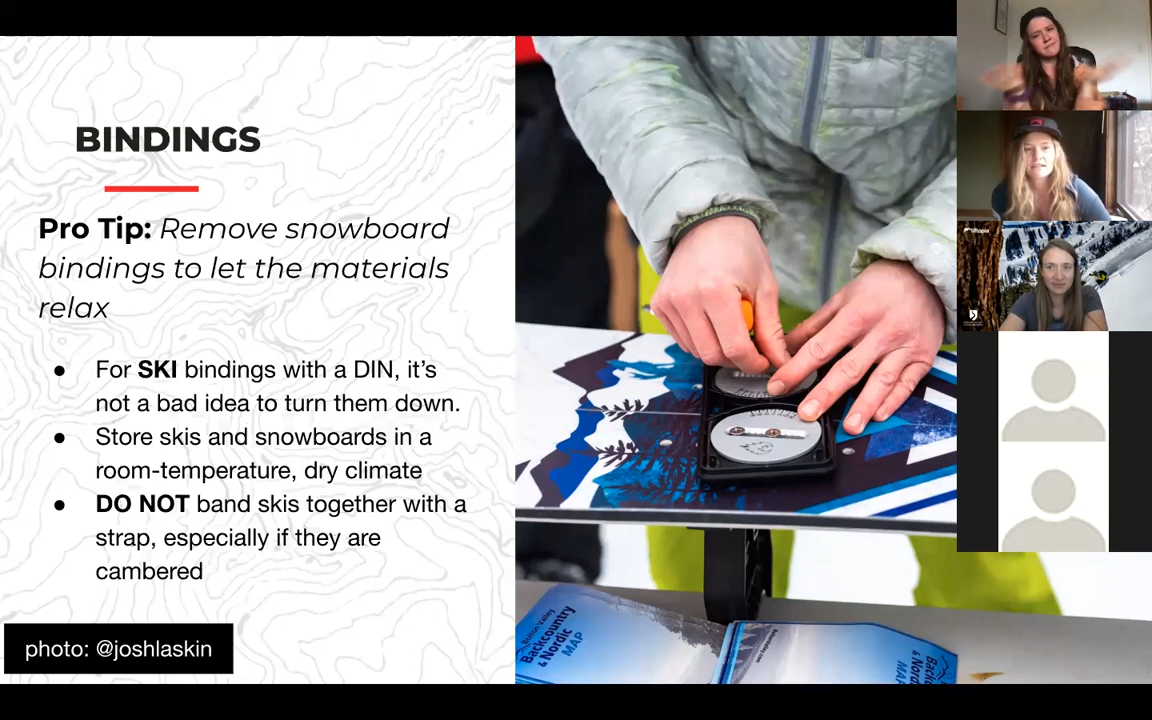 BINDINGS
Pro Tip: Remove snowboard
bindings to let the materials
relax
● For SKI bindings with a DIN, it’s
not a bad idea to turn them down.
● Store skis and snowboards in a
room-temperature, dry climate
● DO NOT band skis together with a
strap, especially if they are
cambered
photo: @joshlaskin
Bolton Valley
Backcountry
& Nordic
MAP